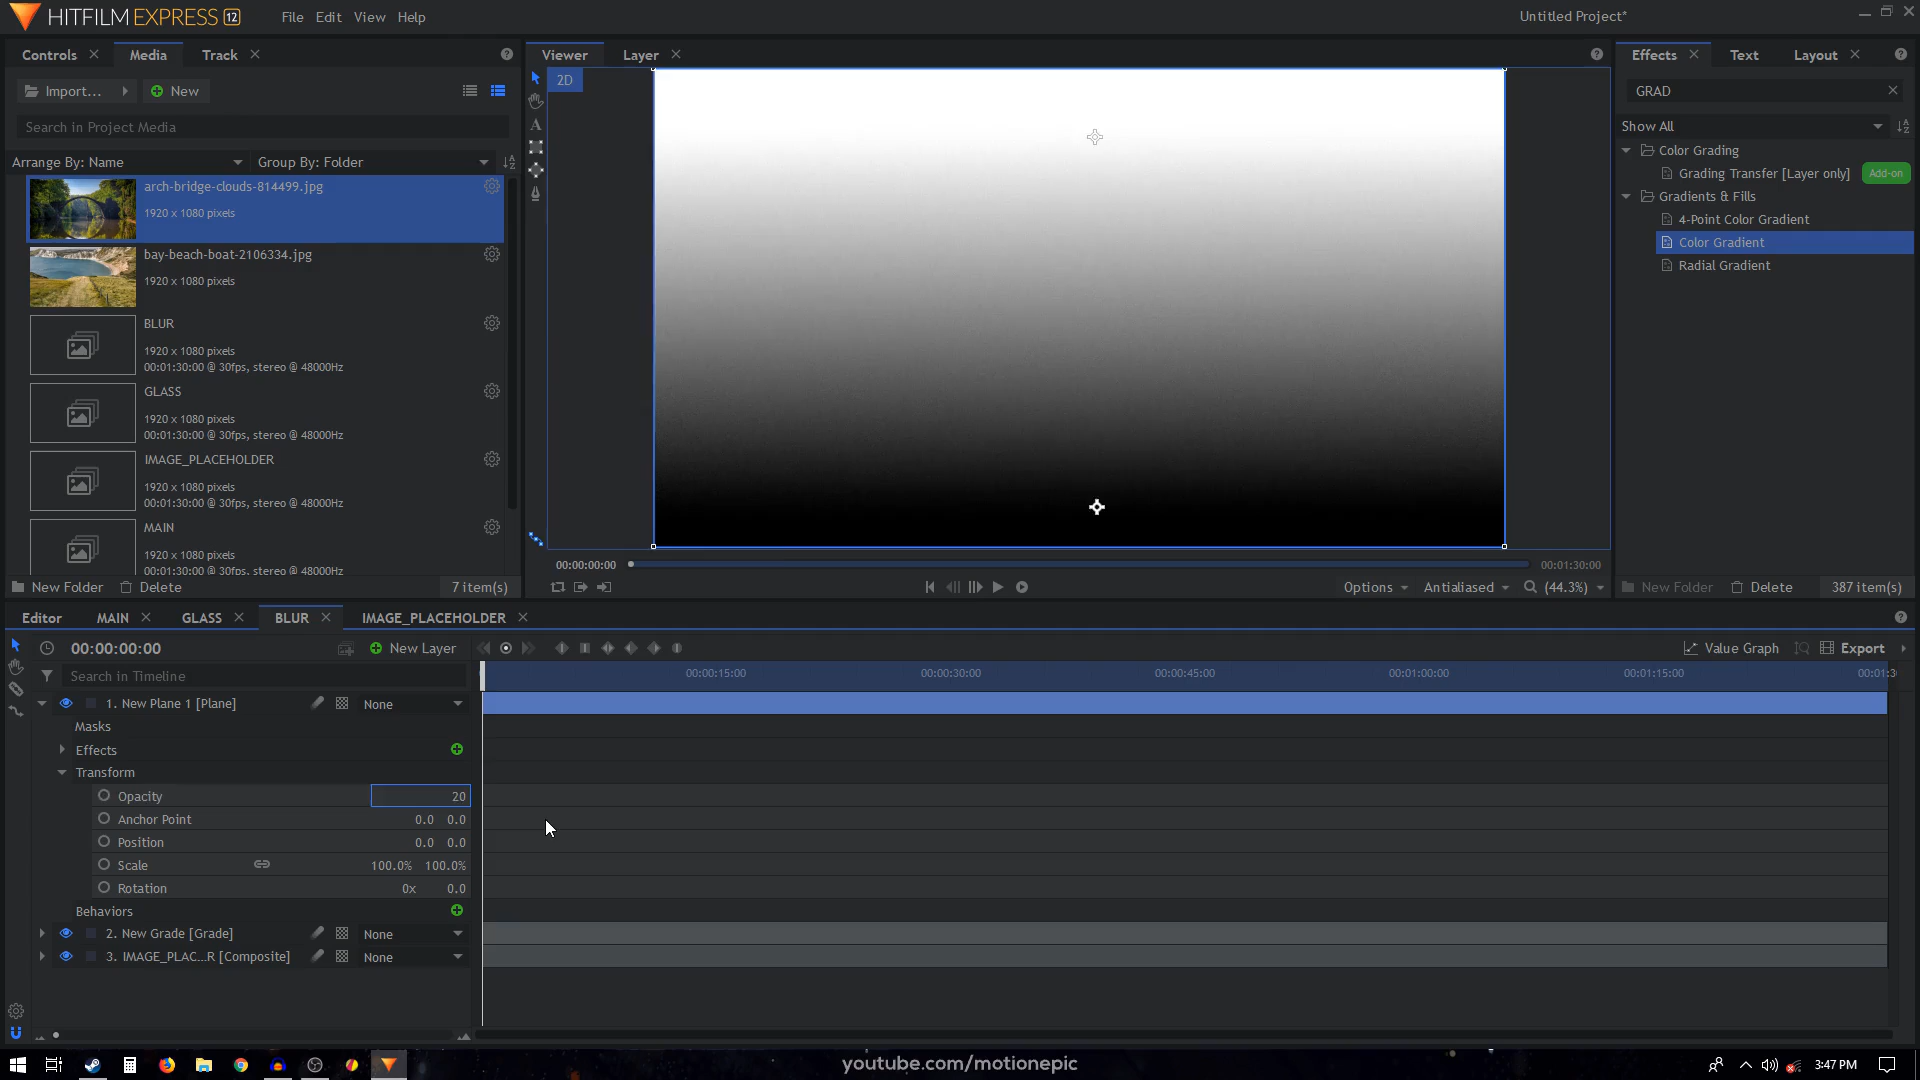 HITFILM EXPRESS 12
File Edit View Help
Untitled Project*
Controls Media Track
Viewer Layer
Effects Text Layout
Import... New
2D
GRAD
Search in Project Media
Show All
Arrange By: Name Group By: Folder
Color Grading
Grading Transfer [Layer only] Add-on
Gradients & Fills
4-Point Color Gradient
Color Gradient
Radial Gradient
arch-bridge-clouds-814499.jpg
1920 x 1080 pixels
bay-beach-boat-2106334.jpg
1920 x 1080 pixels
BLUR
1920 x 1080 pixels
00:01:30:00 @ 30fps, stereo @ 48000Hz
GLASS
1920 x 1080 pixels
00:01:30:00 @ 30fps, stereo @ 48000Hz
IMAGE_PLACEHOLDER
1920 x 1080 pixels
00:01:30:00 @ 30fps, stereo @ 48000Hz
MAIN
1920 x 1080 pixels
00:01:30:00 @ 30fps, stereo @ 48000Hz
00:00:00:00 00:01:30:00
New Folder Delete 7 item(s)
Options Antialiased (44.3%)
New Folder Delete 387 item(s)
Editor MAIN GLASS BLUR IMAGE_PLACEHOLDER
00:00:00:00 New Layer
Value Graph Export
Search in Timeline
00:00:15:00 00:00:30:00 00:00:45:00 00:01:00:00 00:01:15:00 00:01:3
1. New Plane 1 [Plane] None
Masks
Effects
Transform
Opacity 20
Anchor Point 0.0 0.0
Position 0.0 0.0
Scale 100.0% 100.0%
Rotation 0x 0.0
Behaviors
2. New Grade [Grade] None
3. IMAGE_PLAC...R [Composite] None
youtube.com/motionepic
3:47 PM